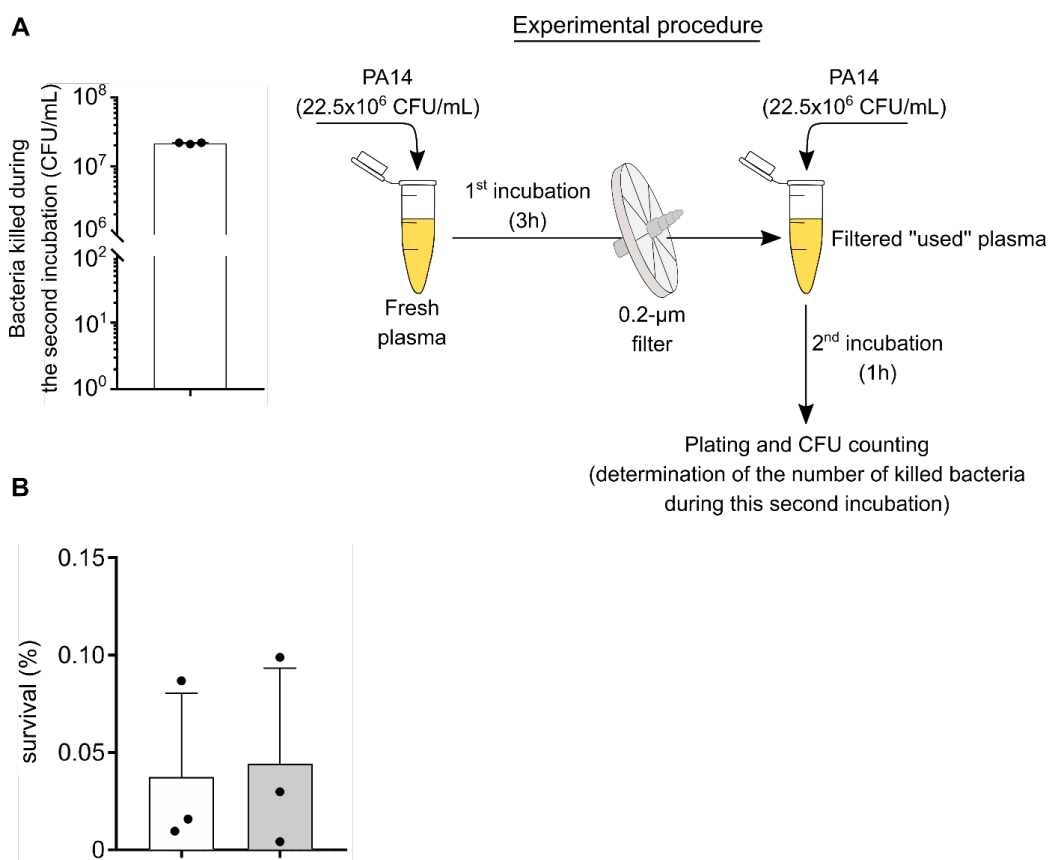 A
Experimental procedure
Bacteria killed during
the second incubation (CFU/mL)
10⁸
10⁷
10⁶
10²
10¹
10⁰
PA14
(22.5x10⁶ CFU/mL)
1ˢᵗ incubation
(3h)
Fresh
plasma
0.2-µm
filter
PA14
(22.5x10⁶ CFU/mL)
Filtered "used" plasma
2ⁿᵈ incubation
(1h)
Plating and CFU counting
(determination of the number of killed bacteria
during this second incubation)
B
survival (%)
0.15
0.10
0.05
0